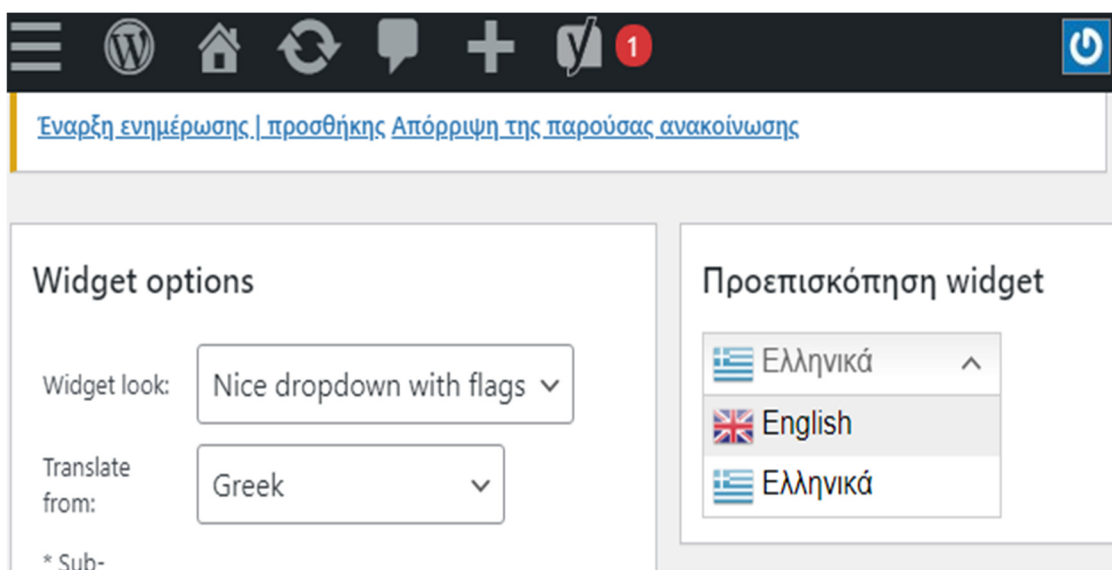 1
Έναρξη ενημέρωσης | προσθήκης Απόρριψη της παρούσας ανακοίνωσης
Widget options
Widget look:
Nice dropdown with flags
Translate
from:
Greek
* Sub-
Προεπισκόπηση widget
Ελληνικά
English
Ελληνικά